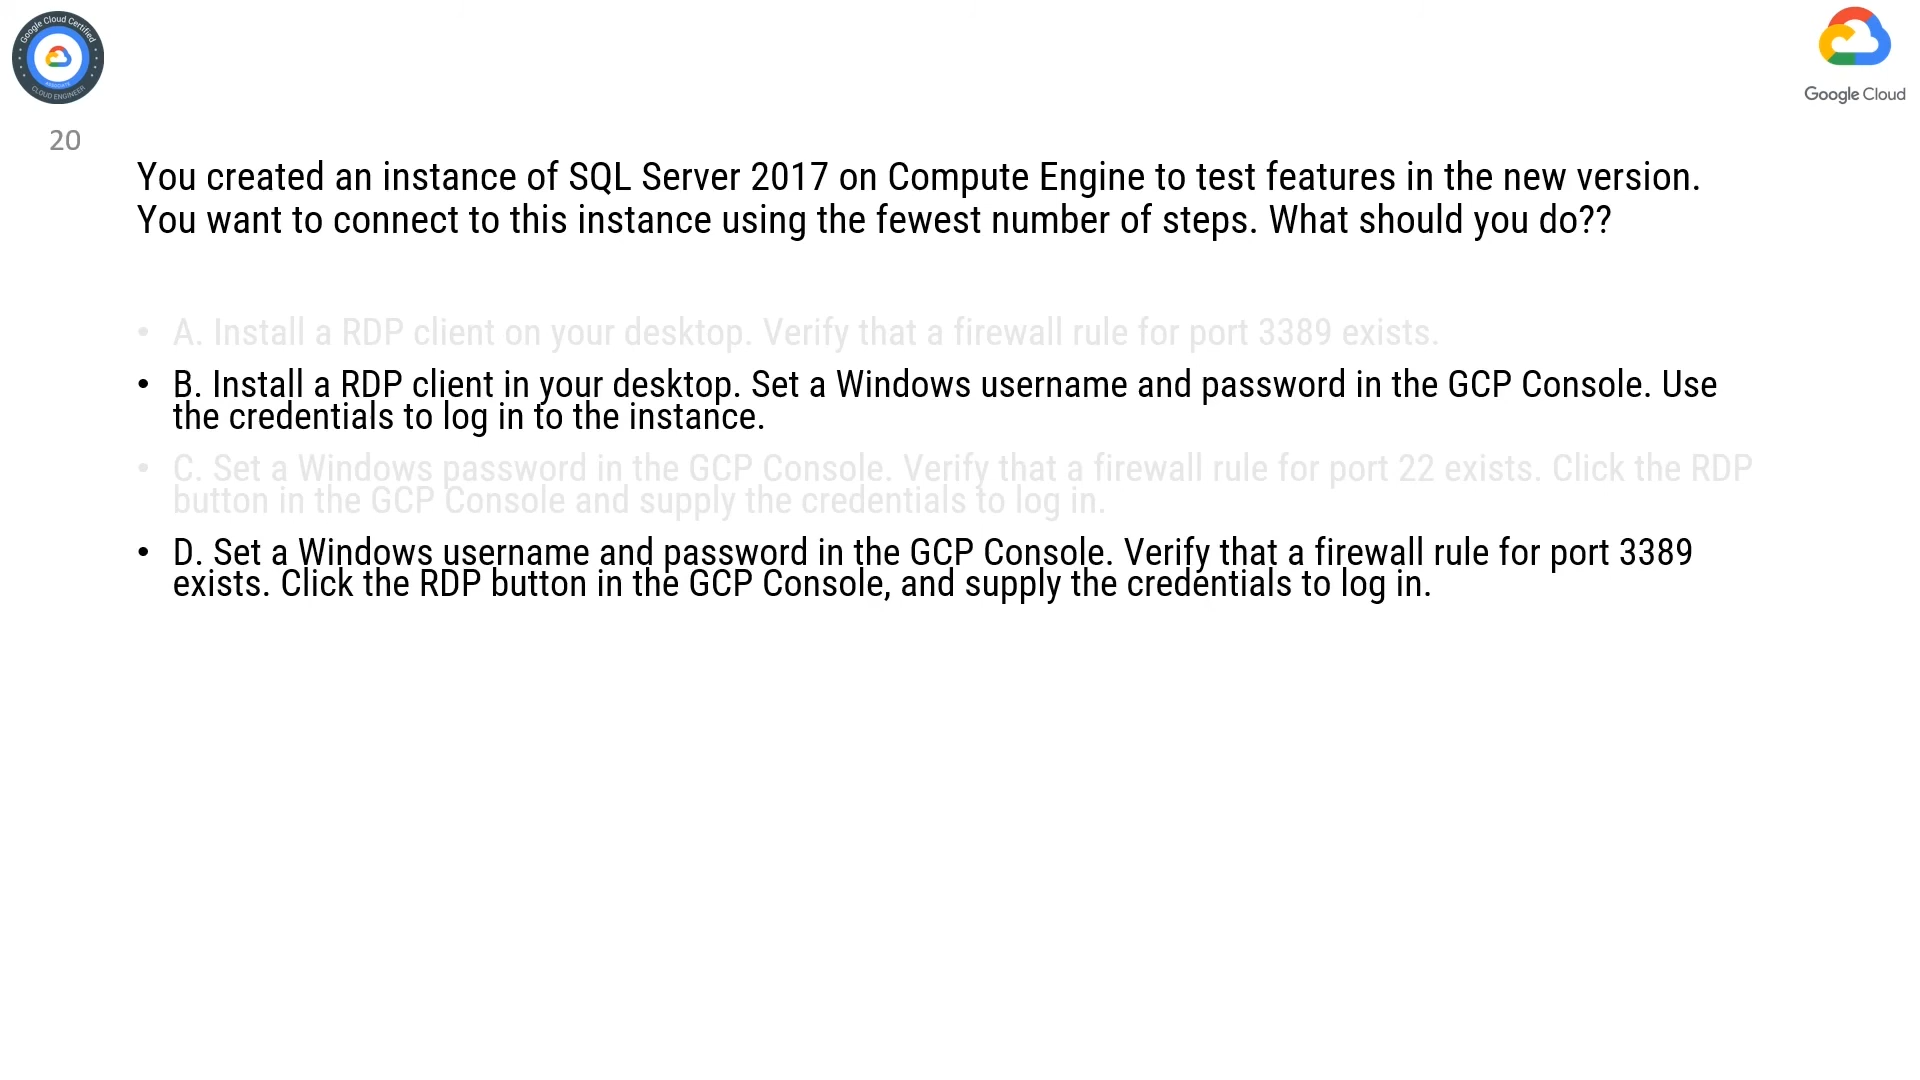 Google Cloud Certified
ASSOCIATE
CLOUD ENGINEER
Google Cloud
20
You created an instance of SQL Server 2017 on Compute Engine to test features in the new version.
You want to connect to this instance using the fewest number of steps. What should you do??
• A. Install a RDP client on your desktop. Verify that a firewall rule for port 3389 exists.
• B. Install a RDP client in your desktop. Set a Windows username and password in the GCP Console. Use
the credentials to log in to the instance.
• C. Set a Windows password in the GCP Console. Verify that a firewall rule for port 22 exists. Click the RDP
button in the GCP Console and supply the credentials to log in.
• D. Set a Windows username and password in the GCP Console. Verify that a firewall rule for port 3389
exists. Click the RDP button in the GCP Console, and supply the credentials to log in.